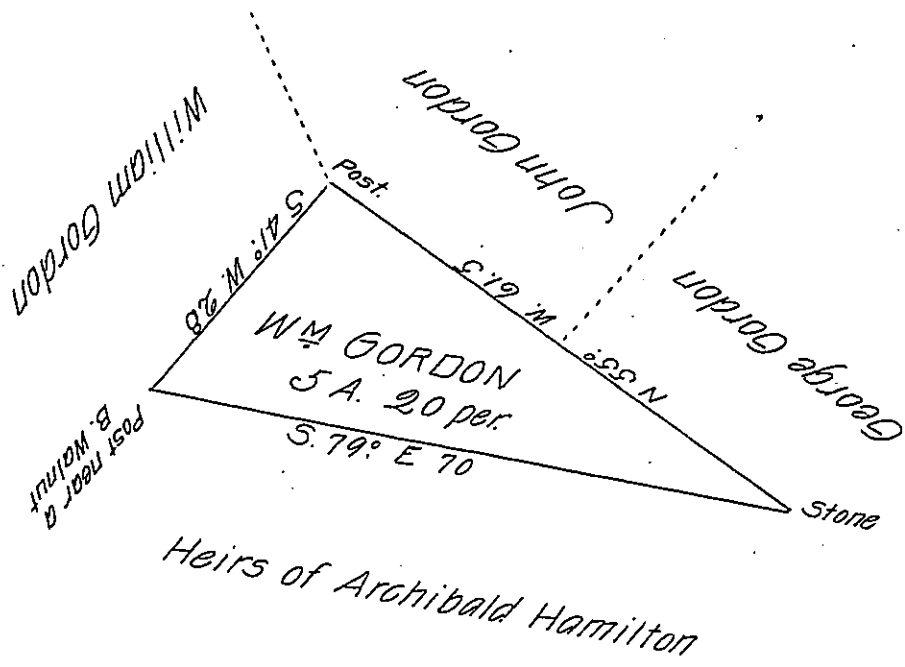 William Gordon
John Gordon
George Gordon
Post.
S 41° W. 28
N 55° W. 61.3
WM GORDON
5 A. 20 per.
S. 79° E 70
Post near a
B. Walnut
Stone
Heirs of Archibald Hamilton